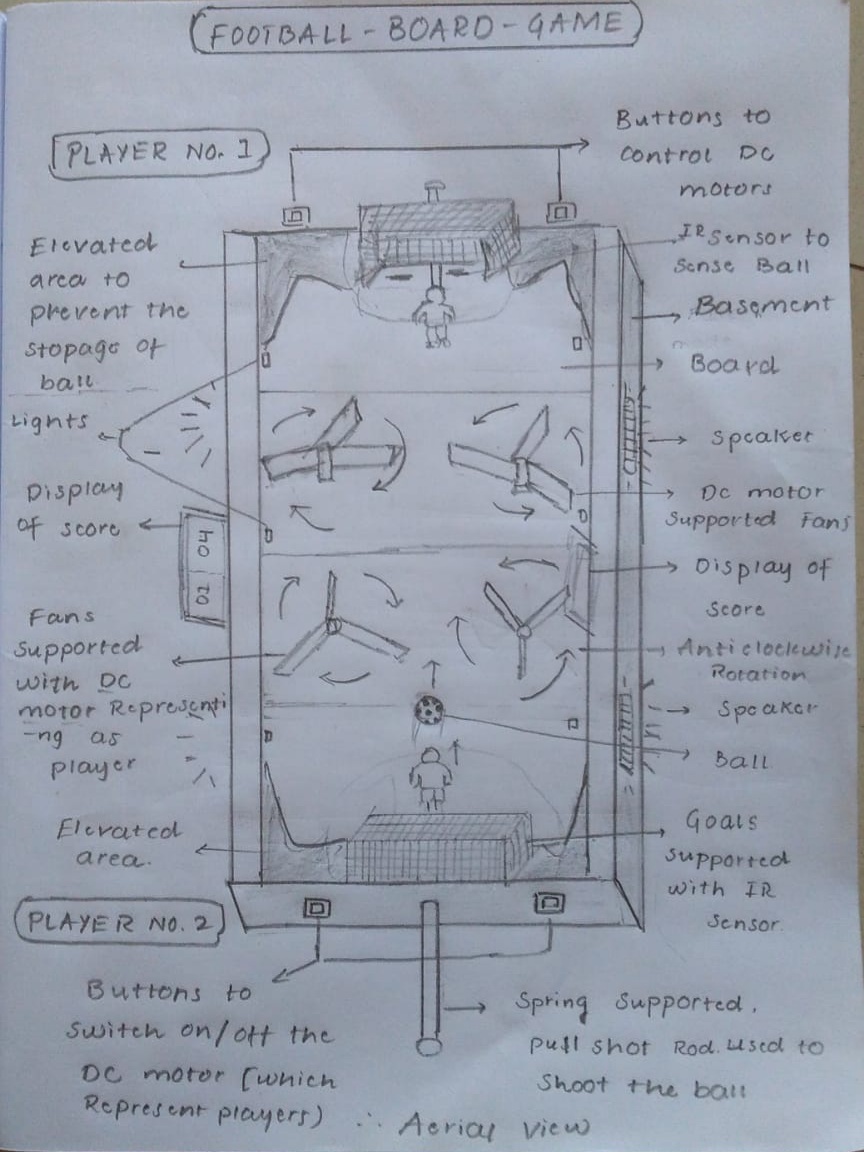 FOOTBALL - BOARD - GAME
PLAYER NO. 1
Buttons to
control DC
motors
Elevated
area to
prevent the
stopage of
ball
IR Sensor to
Sense Ball
Basement
Board
Lights
Speaker
Display
of score
04
02
DC motor
Supported Fans
Display of
score
Fans
Supported
with DC
motor Representi
-ng as
player
Anticlockwise
Rotation
Speaker
Ball
Elevated
area.
Goals
supported
with IR
Sensor.
PLAYER NO. 2
Buttons to
switch on/off the
DC motor (which
Represent players)
Spring Supported.
pull shot Rod. Used to
Shoot the ball
∴ Aerial view